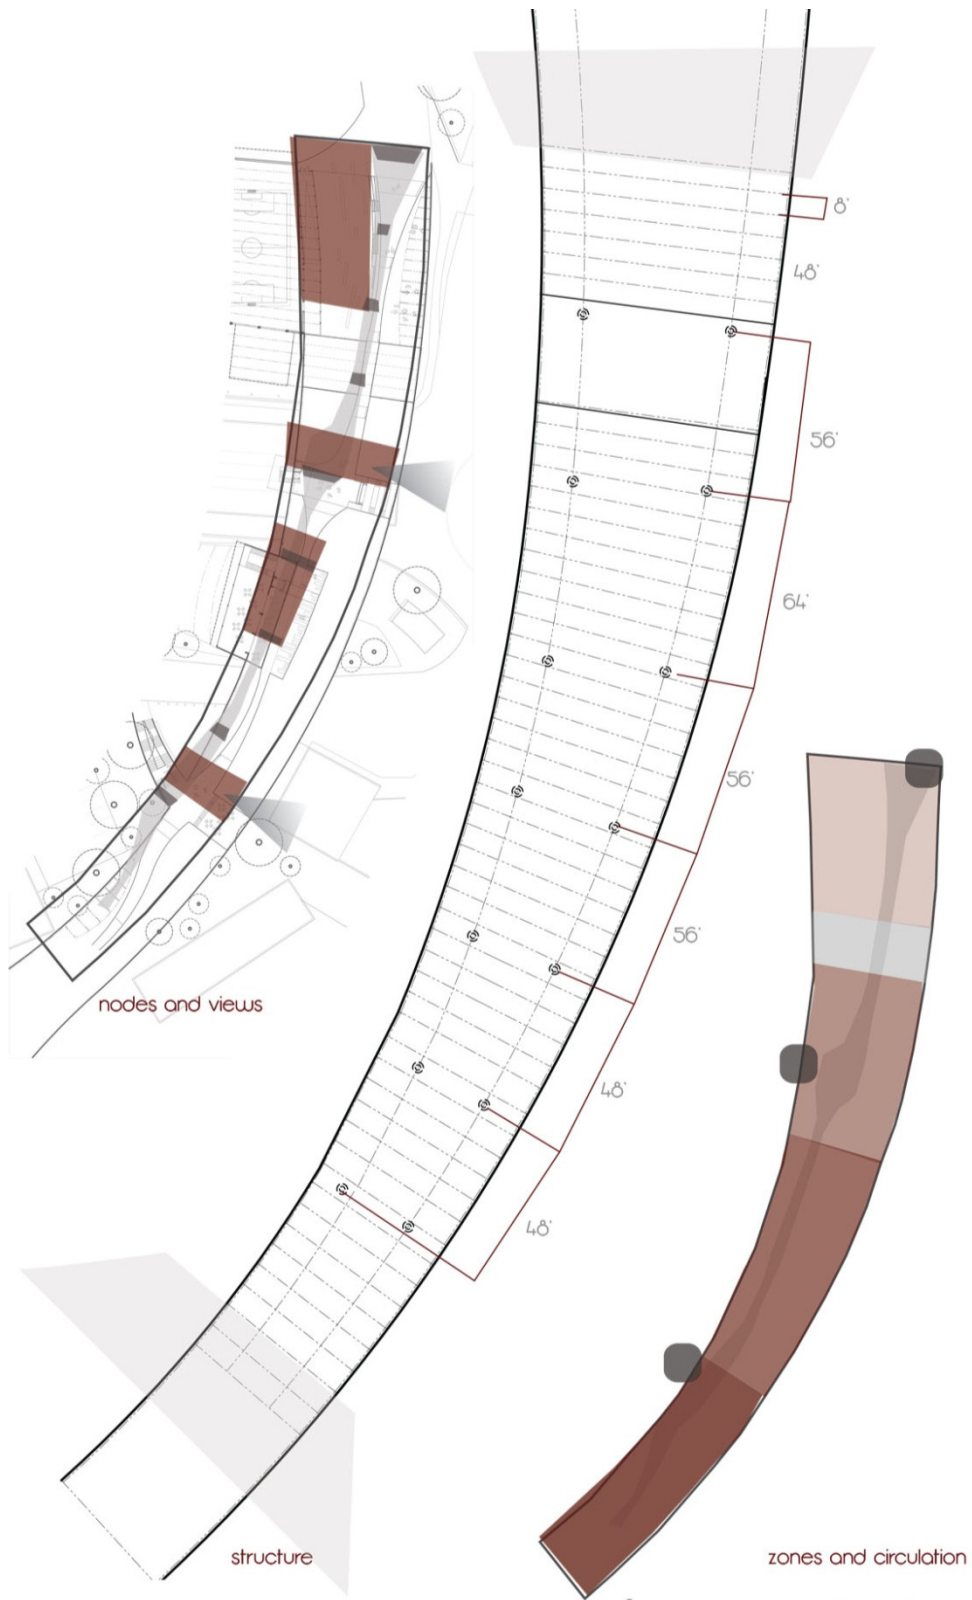 8'
48'
56'
64'
56'
56'
nodes and views
48'
48'
structure
zones and circulation